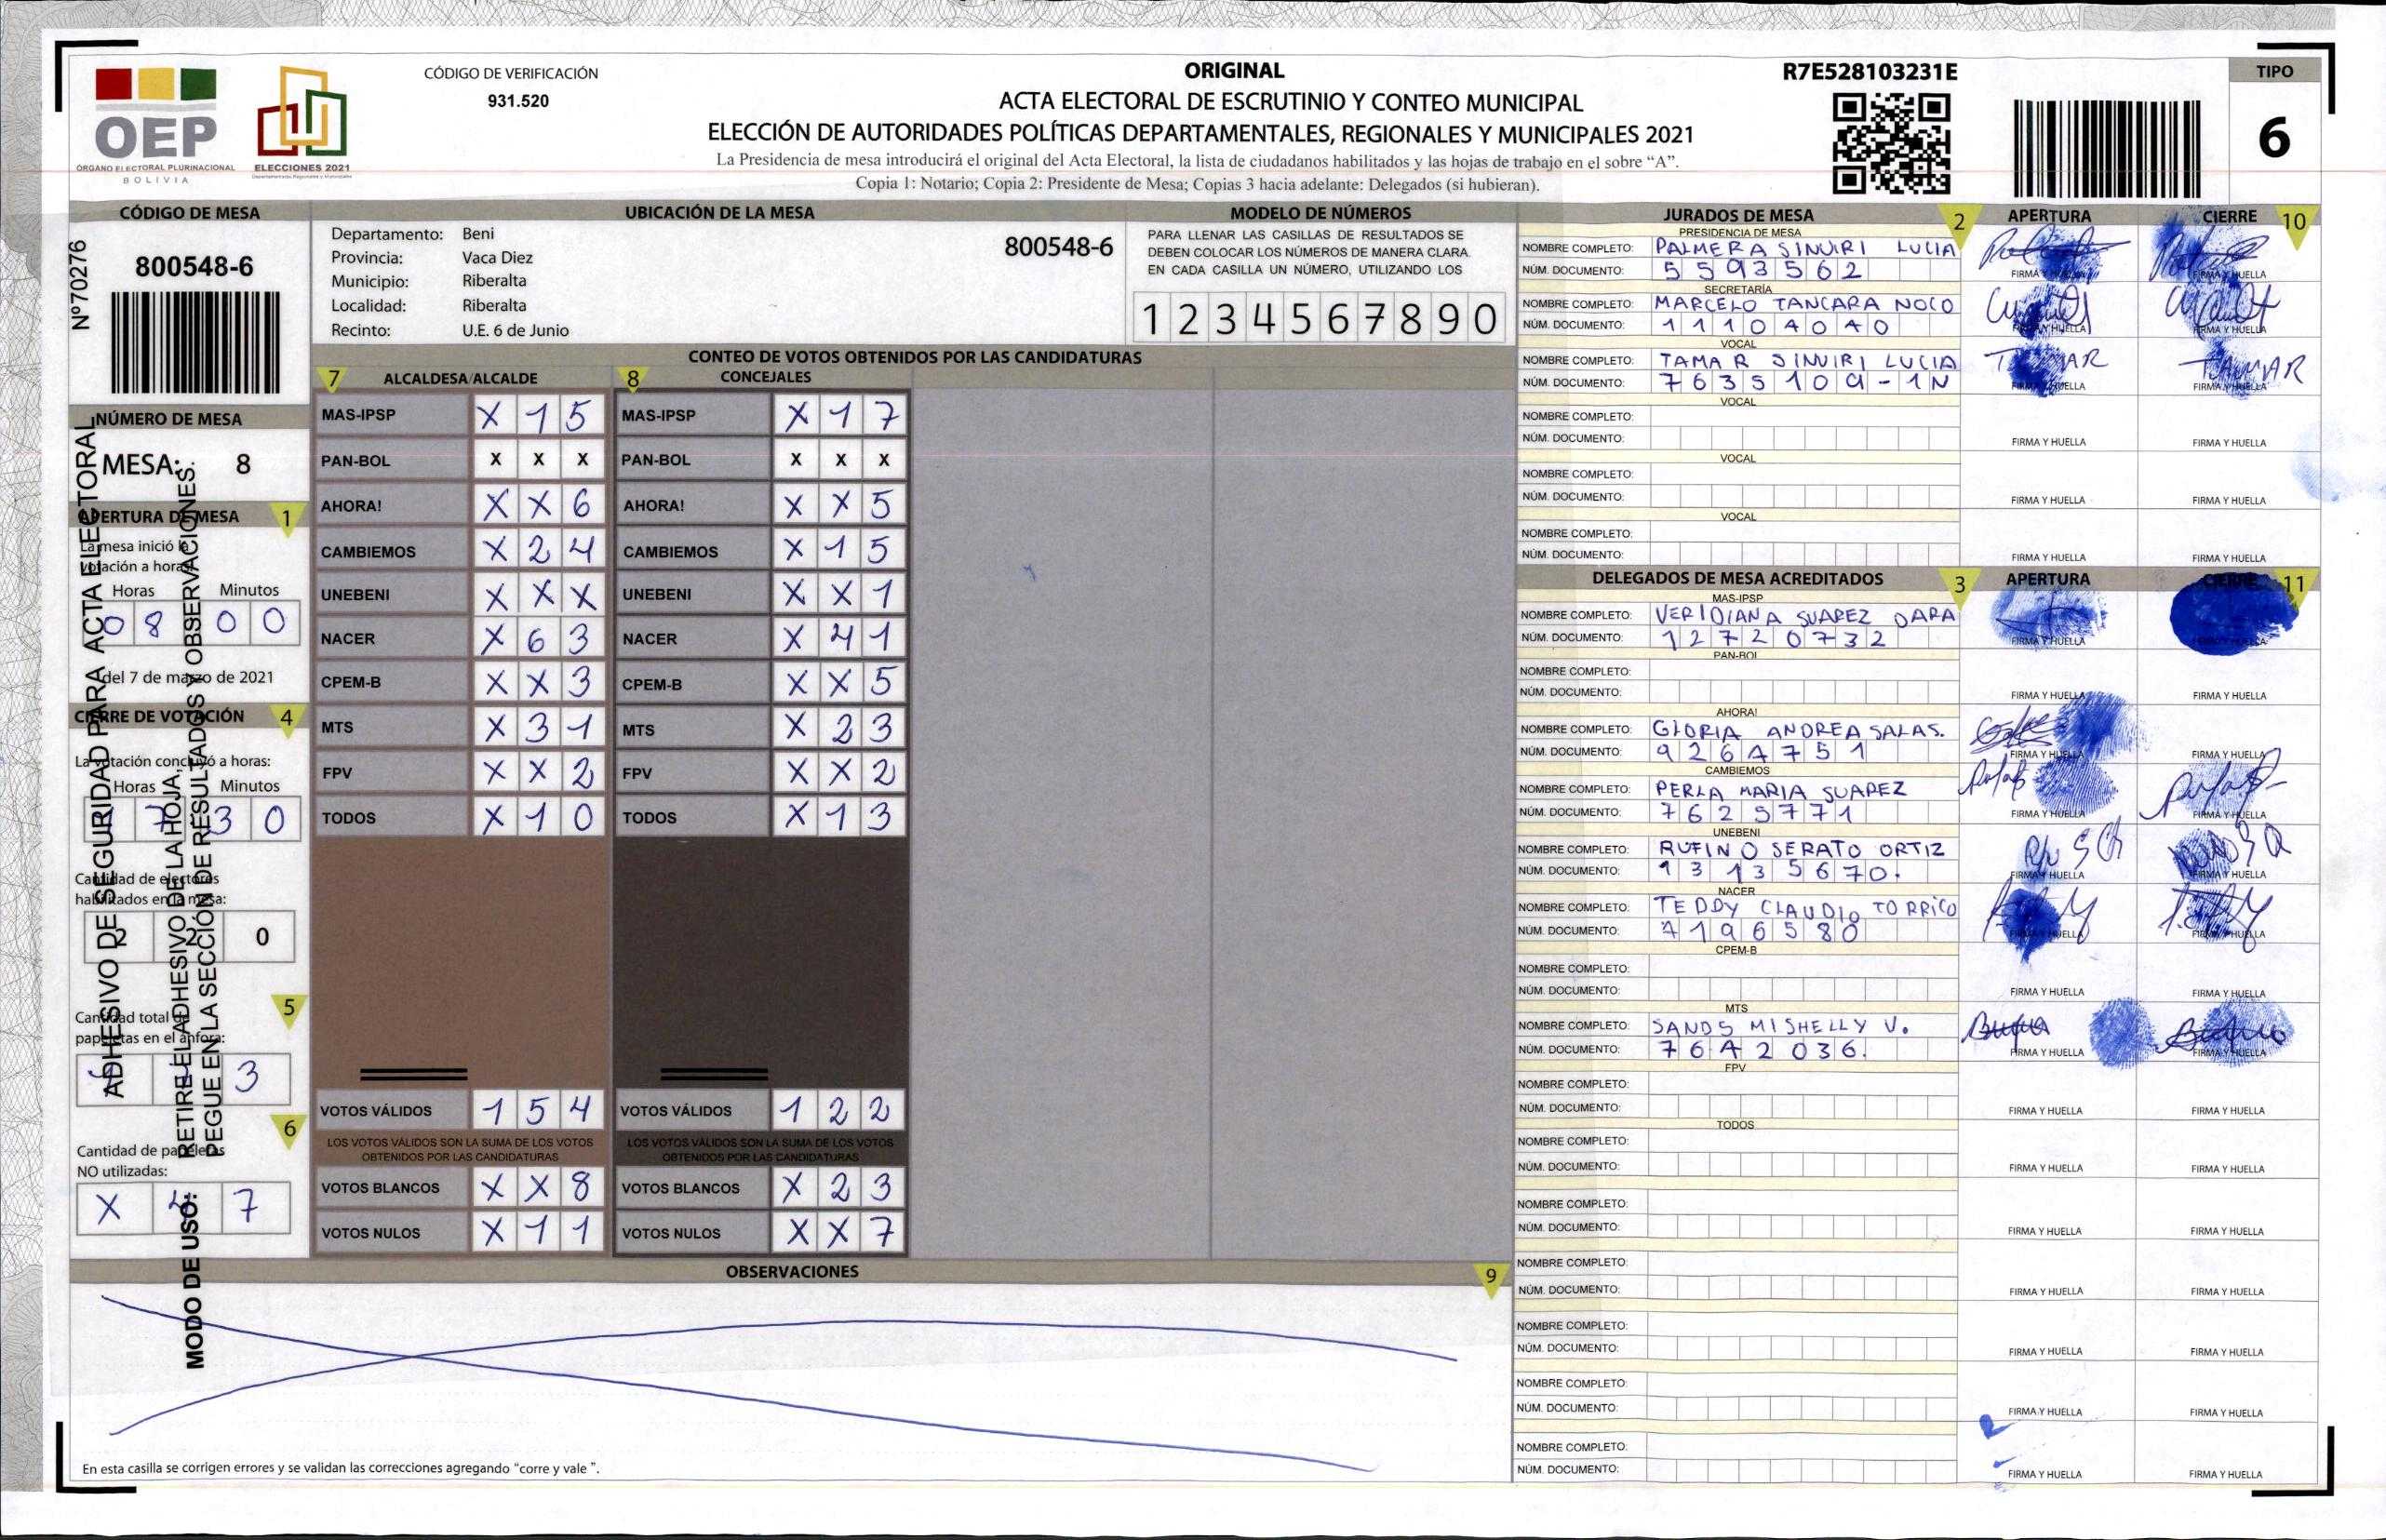 CÓDIGO DE VERIFICACIÓN
931.520
ORIGINAL
ACTA ELECTORAL DE ESCRUTINIO Y CONTEO MUNICIPAL
ELECCIÓN DE AUTORIDADES POLÍTICAS DEPARTAMENTALES, REGIONALES Y MUNICIPALES 2021
La Presidencia de mesa introducirá el original del Acta Electoral, la lista de ciudadanos habilitados y las hojas de trabajo en el sobre “A”.
Copia 1: Notario; Copia 2: Presidente de Mesa; Copias 3 hacia adelante: Delegados (si hubieran).
R7E528103231E
TIPO
6
OEP
ÓRGANO ELECTORAL PLURINACIONAL
BOLIVIA
ELECCIONES 2021
Departamentales, Regionales y Municipales
CÓDIGO DE MESA
800548-6
Nº70276
NÚMERO DE MESA
MESA: 8
APERTURA DE MESA 1
La mesa inició la
votación a horas:
Horas Minutos
0 8 0 0
del 7 de marzo de 2021
CIERRE DE VOTACIÓN 4
La votación concluyó a horas:
Horas Minutos
7 3 0
Cantidad de electores
habilitados en la mesa:
2 2 0
5
Cantidad total de
papeletas en el ánfora:
3
6
Cantidad de papeletas
NO utilizadas:
X 4 7
ADHESIVO DE SEGURIDAD PARA ACTA ELECTORAL
MODO DE USO: RETIRE EL ADHESIVO DE LA HOJA,
PEGUE EN LA SECCIÓN DE RESULTADOS Y OBSERVACIONES.
UBICACIÓN DE LA MESA
Departamento: Beni
Provincia: Vaca Diez
Municipio: Riberalta
Localidad: Riberalta
Recinto: U.E. 6 de Junio
800548-6
MODELO DE NÚMEROS
PARA LLENAR LAS CASILLAS DE RESULTADOS SE
DEBEN COLOCAR LOS NÚMEROS DE MANERA CLARA.
EN CADA CASILLA UN NÚMERO, UTILIZANDO LOS
1 2 3 4 5 6 7 8 9 0
CONTEO DE VOTOS OBTENIDOS POR LAS CANDIDATURAS
7 ALCALDESA/ALCALDE 8 CONCEJALES
MAS-IPSP X 1 5 MAS-IPSP X 1 7
PAN-BOL X X X PAN-BOL X X X
AHORA! X X 6 AHORA! X X 5
CAMBIEMOS X 2 4 CAMBIEMOS X 1 5
UNEBENI X X X UNEBENI X X 1
NACER X 6 3 NACER X 4 1
CPEM-B X X 3 CPEM-B X X 5
MTS X 3 1 MTS X 2 3
FPV X X 2 FPV X X 2
TODOS X 1 0 TODOS X 1 3
VOTOS VÁLIDOS 1 5 4 VOTOS VÁLIDOS 1 2 2
LOS VOTOS VÁLIDOS SON LA SUMA DE LOS VOTOS LOS VOTOS VÁLIDOS SON LA SUMA DE LOS VOTOS
OBTENIDOS POR LAS CANDIDATURAS OBTENIDOS POR LAS CANDIDATURAS
VOTOS BLANCOS X X 8 VOTOS BLANCOS X 2 3
VOTOS NULOS X 1 1 VOTOS NULOS X X 7
OBSERVACIONES 9
En esta casilla se corrigen errores y se validan las correcciones agregando “corre y vale”.
JURADOS DE MESA 2 APERTURA CIERRE 10
PRESIDENCIA DE MESA
NOMBRE COMPLETO: PALMERA SINVIRI LUCIA
NÚM. DOCUMENTO: 5593562 FIRMA Y HUELLA FIRMA Y HUELLA
SECRETARÍA
NOMBRE COMPLETO: MARCELO TANCARA NOCO
NÚM. DOCUMENTO: 11104040 FIRMA Y HUELLA FIRMA Y HUELLA
VOCAL
NOMBRE COMPLETO: TAMAR SINVIRI LUCIA TAMAR TAMAR
NÚM. DOCUMENTO: 7635109-1N FIRMA Y HUELLA FIRMA Y HUELLA
VOCAL
NOMBRE COMPLETO:
NÚM. DOCUMENTO: FIRMA Y HUELLA FIRMA Y HUELLA
VOCAL
NOMBRE COMPLETO:
NÚM. DOCUMENTO: FIRMA Y HUELLA FIRMA Y HUELLA
VOCAL
NOMBRE COMPLETO:
NÚM. DOCUMENTO: FIRMA Y HUELLA FIRMA Y HUELLA
DELEGADOS DE MESA ACREDITADOS 3 APERTURA CIERRE 11
MAS-IPSP
NOMBRE COMPLETO: VERIDIANA SUAREZ DARA
NÚM. DOCUMENTO: 12720732 FIRMA Y HUELLA FIRMA Y HUELLA
PAN-BOL
NOMBRE COMPLETO:
NÚM. DOCUMENTO: FIRMA Y HUELLA FIRMA Y HUELLA
AHORA!
NOMBRE COMPLETO: GLORIA ANDREA SALAS.
NÚM. DOCUMENTO: 9264751 FIRMA Y HUELLA FIRMA Y HUELLA
CAMBIEMOS
NOMBRE COMPLETO: PERLA MARIA SUAREZ
NÚM. DOCUMENTO: 7625771 FIRMA Y HUELLA FIRMA Y HUELLA
UNEBENI
NOMBRE COMPLETO: RUFINO SERATO ORTIZ
NÚM. DOCUMENTO: 13135670. FIRMA Y HUELLA FIRMA Y HUELLA
NACER
NOMBRE COMPLETO: TEDDY CLAUDIO TORRICO
NÚM. DOCUMENTO: 4196580 FIRMA Y HUELLA FIRMA Y HUELLA
CPEM-B
NOMBRE COMPLETO:
NÚM. DOCUMENTO: FIRMA Y HUELLA FIRMA Y HUELLA
MTS
NOMBRE COMPLETO: SANDS MISHELLY V.
NÚM. DOCUMENTO: 7642036. FIRMA Y HUELLA FIRMA Y HUELLA
FPV
NOMBRE COMPLETO:
NÚM. DOCUMENTO: FIRMA Y HUELLA FIRMA Y HUELLA
TODOS
NOMBRE COMPLETO:
NÚM. DOCUMENTO: FIRMA Y HUELLA FIRMA Y HUELLA
NOMBRE COMPLETO:
NÚM. DOCUMENTO: FIRMA Y HUELLA FIRMA Y HUELLA
NOMBRE COMPLETO:
NÚM. DOCUMENTO: FIRMA Y HUELLA FIRMA Y HUELLA
NOMBRE COMPLETO:
NÚM. DOCUMENTO: FIRMA Y HUELLA FIRMA Y HUELLA
NOMBRE COMPLETO:
NÚM. DOCUMENTO: FIRMA Y HUELLA FIRMA Y HUELLA
NOMBRE COMPLETO:
NÚM. DOCUMENTO: FIRMA Y HUELLA FIRMA Y HUELLA